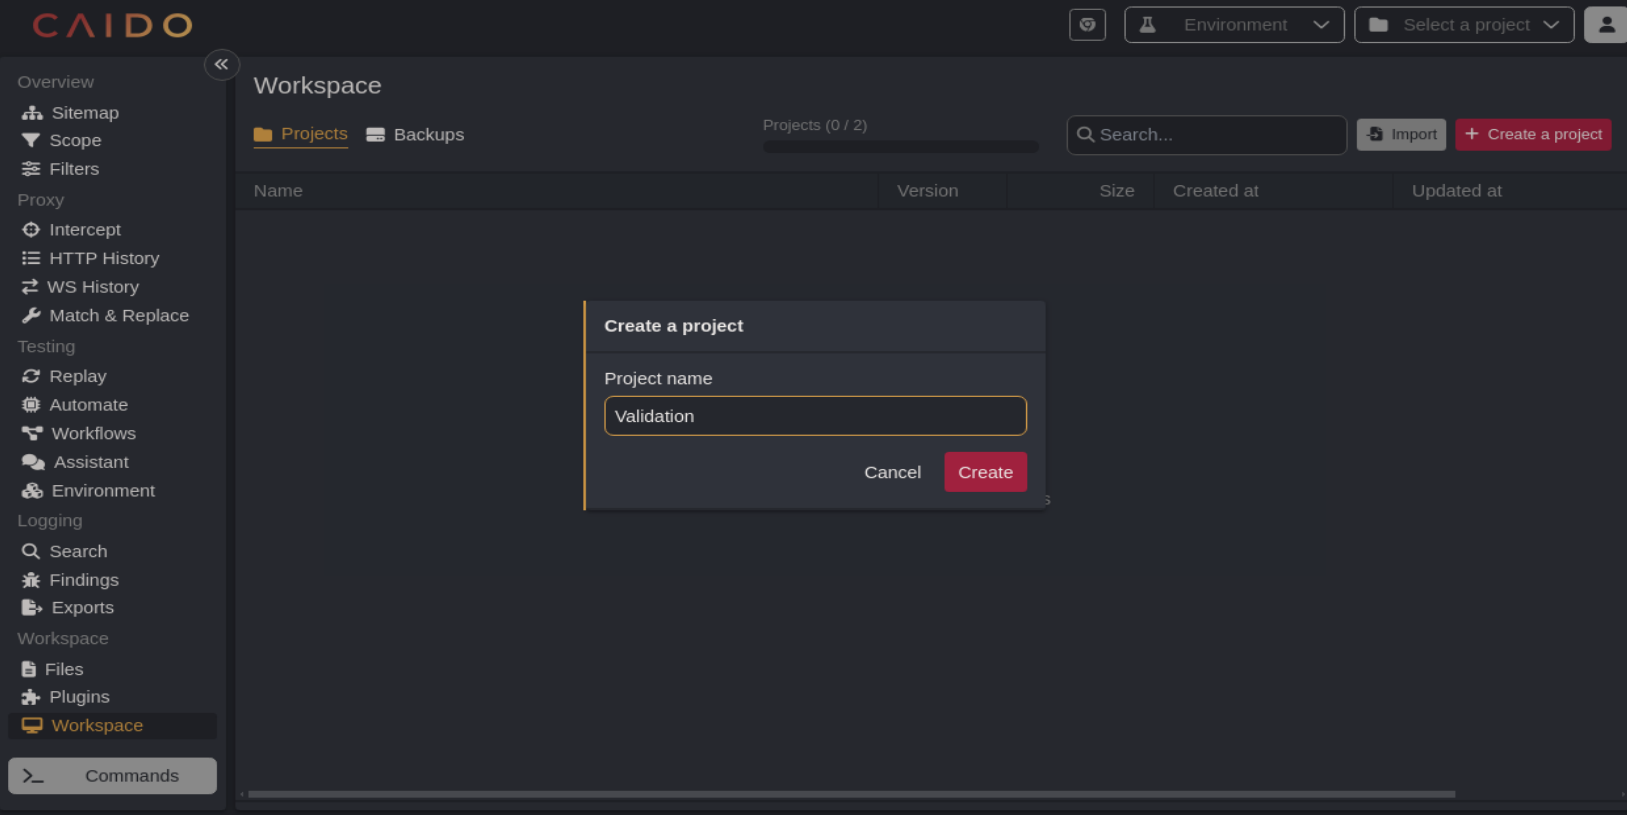 CAIDO
Environment
Select a project
Overview
Sitemap
Scope
Filters
Proxy
Intercept
HTTP History
WS History
Match & Replace
Testing
Replay
Automate
Workflows
Assistant
Environment
Logging
Search
Findings
Exports
Workspace
Files
Plugins
Workspace
Commands
Workspace
Projects
Backups
Projects (0 / 2)
Search...
Import
Create a project
Name Version Size Created at Updated at
Create a project
Project name
Validation
Cancel
Create